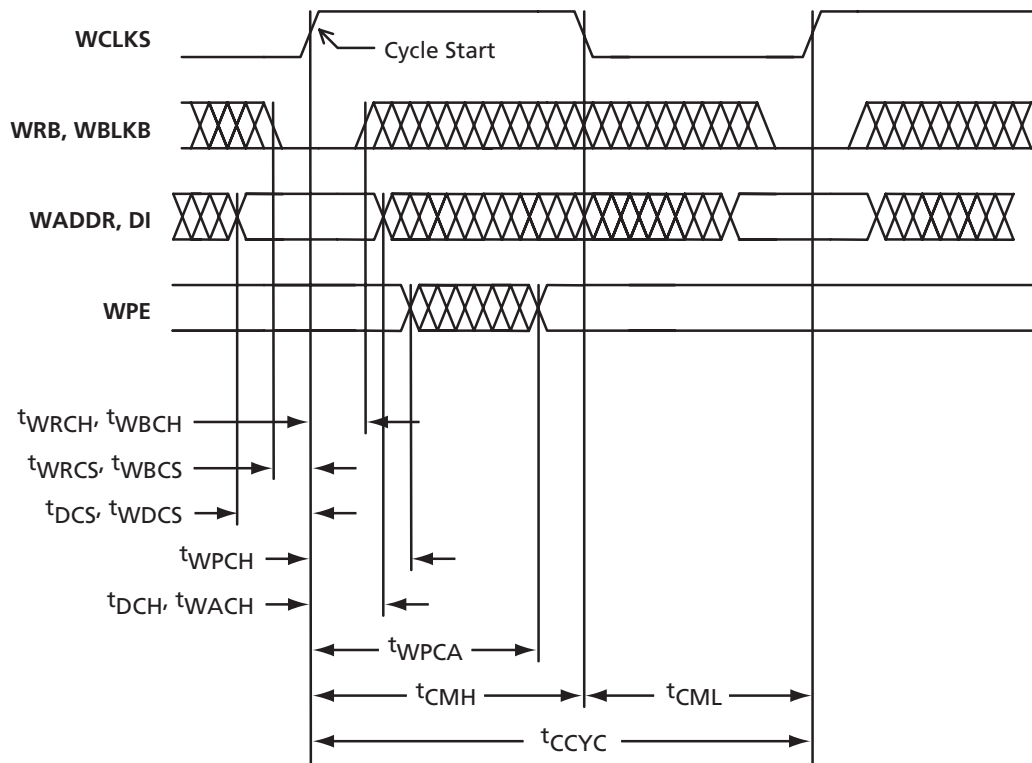 WCLKS
Cycle Start
WRB, WBLKB
WADDR, DI
WPE
tWRCH, tWBCH
tWRCS, tWBCS
tDCS, tWDCS
tWPCH
tDCH, tWACH
tWPCA
tCMH tCML
tCCYC